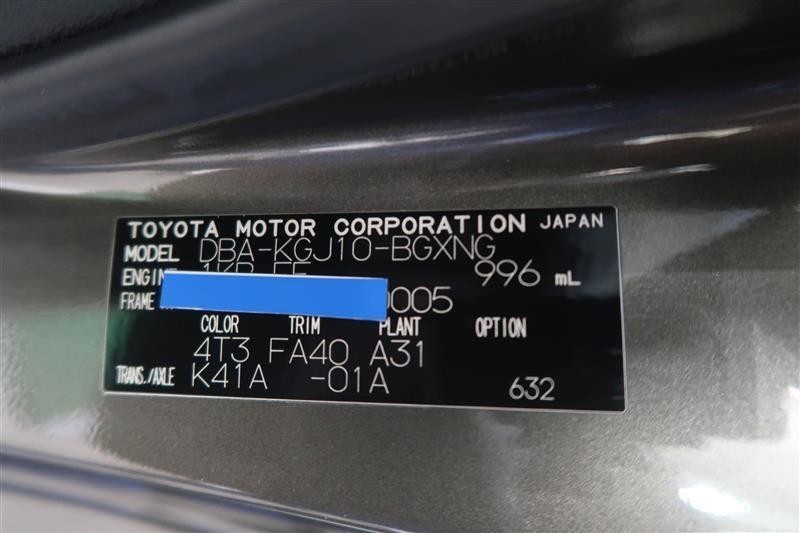 TOYOTA MOTOR CORPORATION JAPAN
MODEL DBA-KGJ10-BGXNG
ENGINE 996 mL
FRAME 0005
COLOR TRIM PLANT OPTION
4T3 FA40 A31
TRANS./AXLE K41A -01A 632